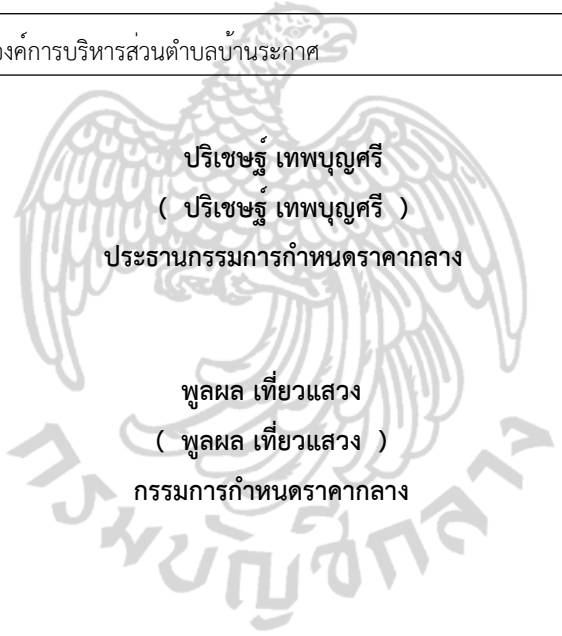 องค์การบริหารส่วนตำบลบ้านระกาศ
ปริเชษฐ์ เทพบุญศรี
( ปริเชษฐ์ เทพบุญศรี )
ประธานกรรมการกำหนดราคากลาง
พูลผล เที่ยวแสวง
( พูลผล เที่ยวแสวง )
กรรมการกำหนดราคากลาง
กรมบัญชีกลาง